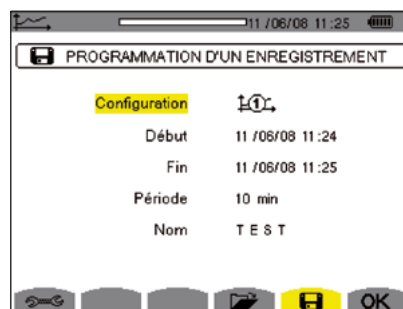 11 /06/08 11:25
PROGRAMMATION D'UN ENREGISTREMENT
Configuration 1
Début 11 /06/08 11:24
Fin 11 /06/08 11:25
Période 10 min
Nom T E S T
OK